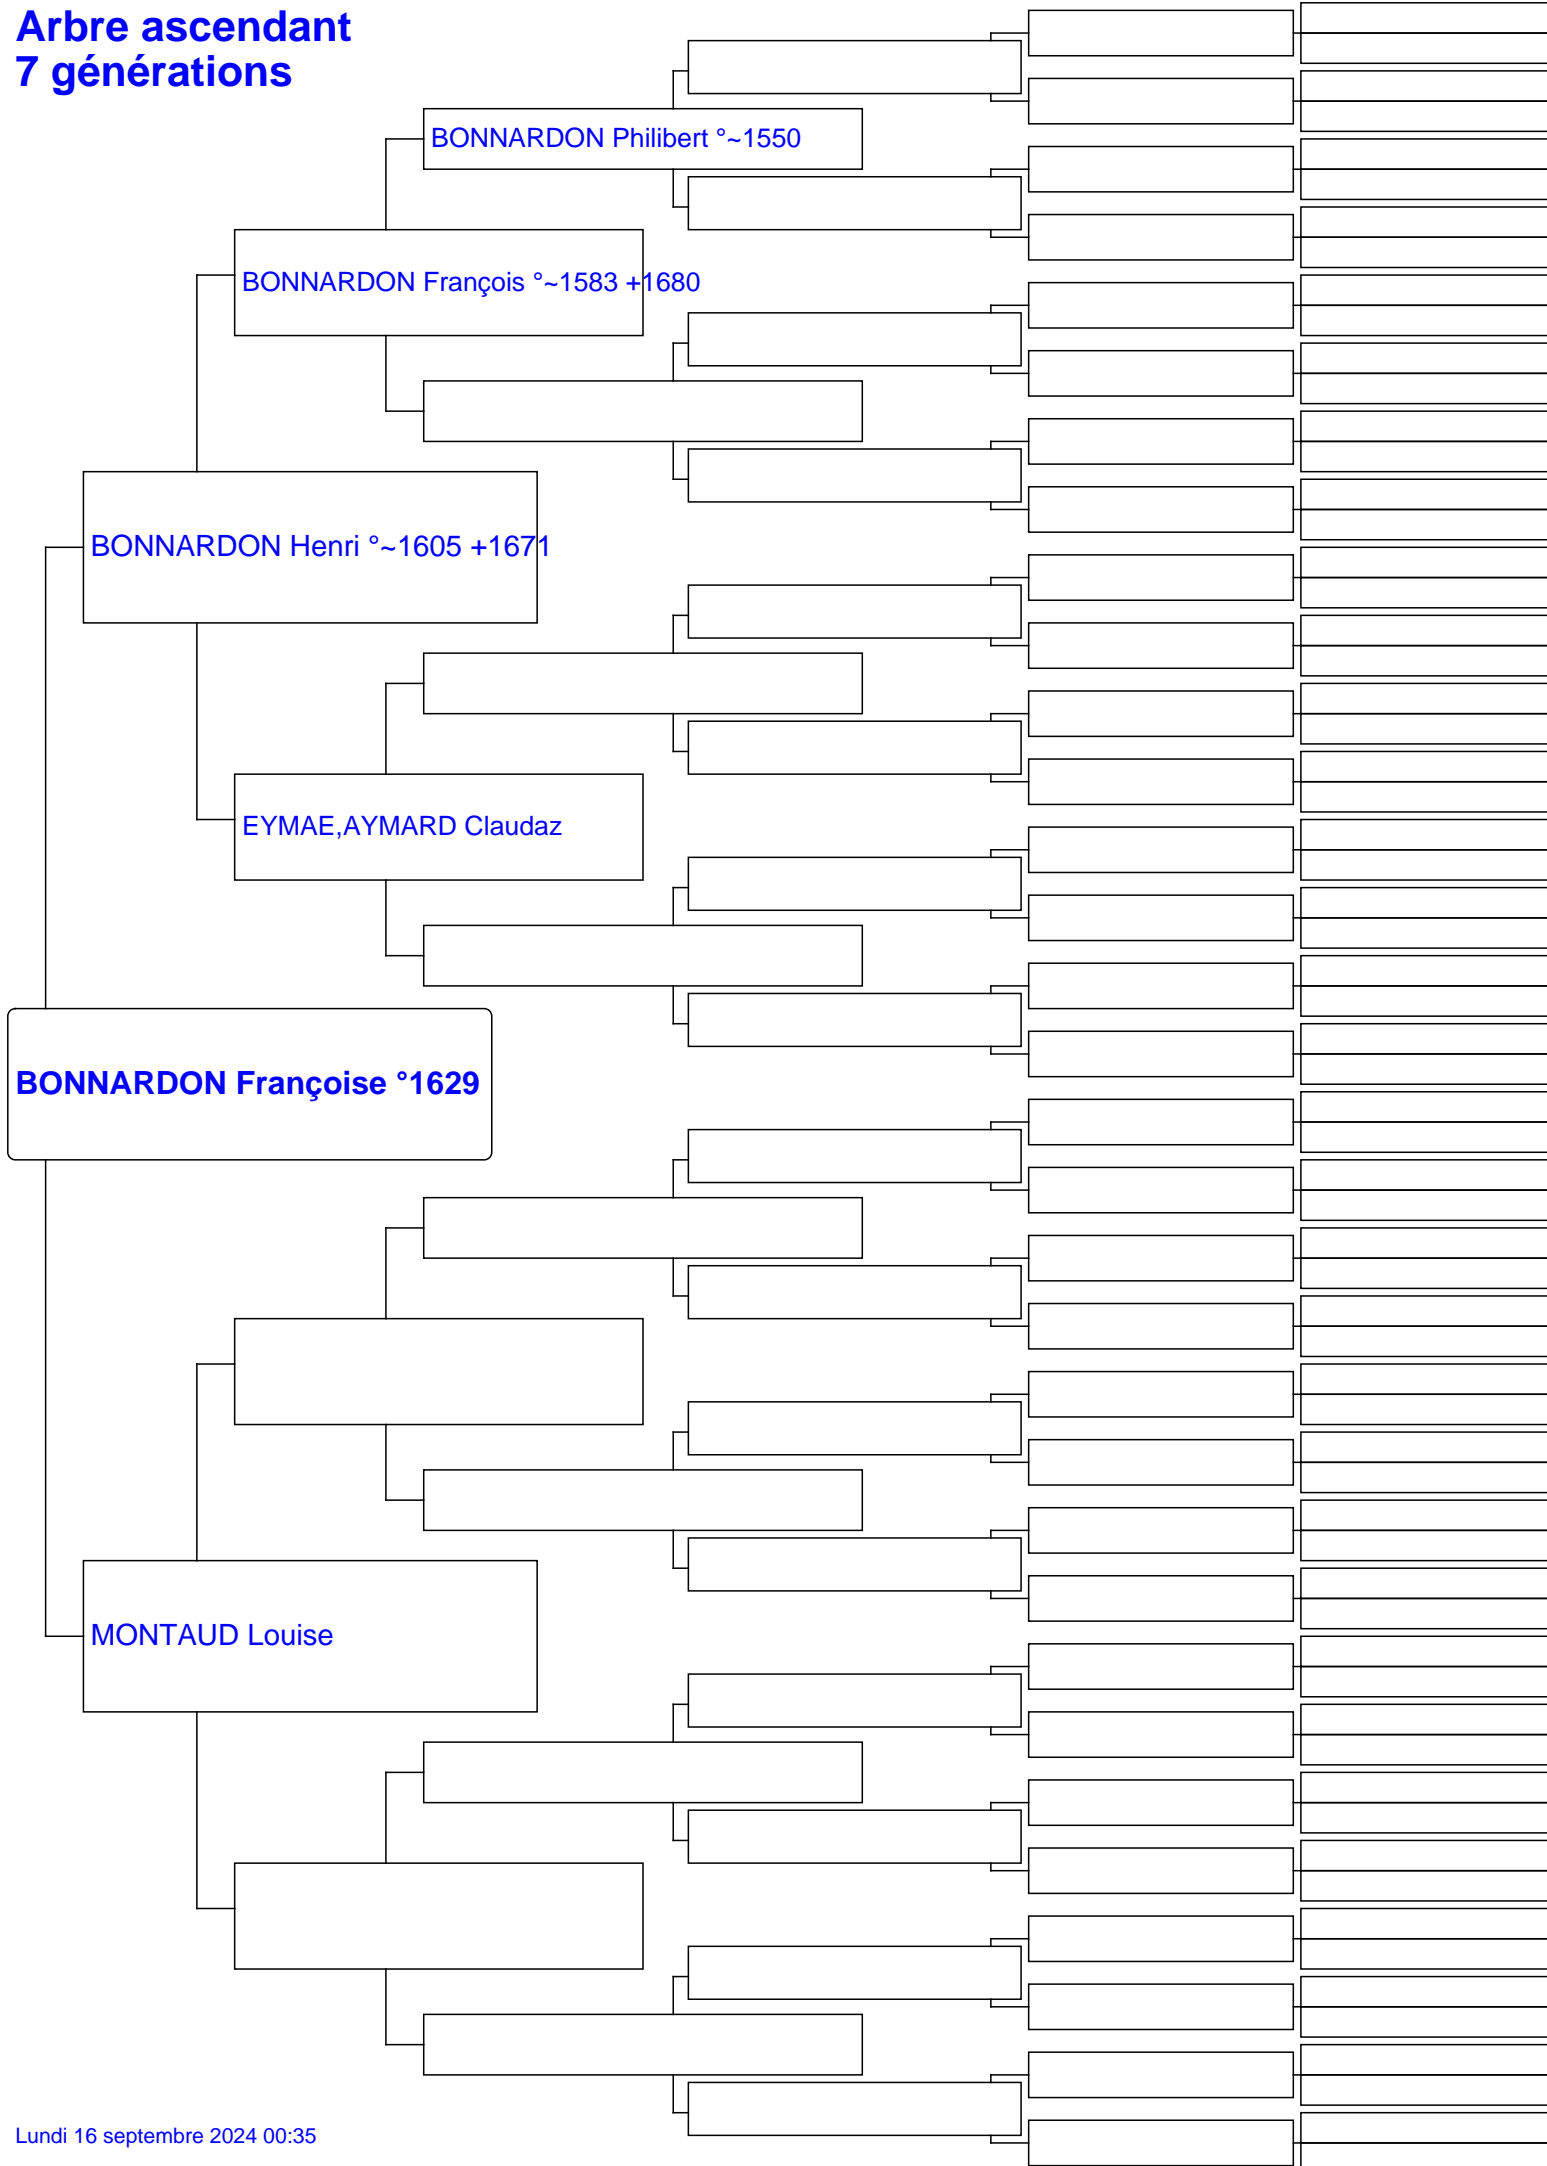 Arbre ascendant
7 générations
BONNARDON Philibert °~1550
BONNARDON François °~1583 +1680
BONNARDON Henri °~1605 +1671
EYMAE,AYMARD Claudaz
BONNARDON Françoise °1629
MONTAUD Louise
Lundi 16 septembre 2024 00:35